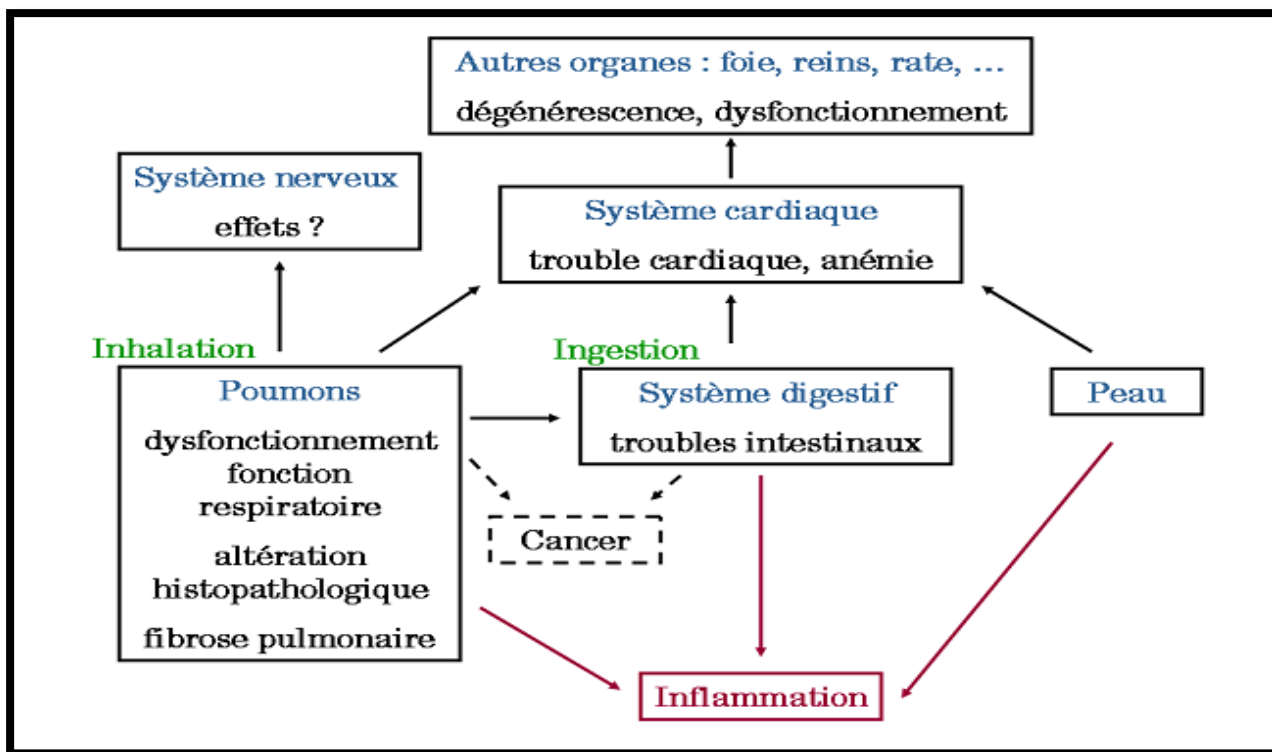 Autres organes : foie, reins, rate, ...
dégénérescence, dysfonctionnement
Système nerveux
effets ?
Système cardiaque
trouble cardiaque, anémie
Inhalation
Poumons
dysfonctionnement
fonction
respiratoire
altération
histopathologique
fibrose pulmonaire
Ingestion
Système digestif
troubles intestinaux
Peau
Cancer
Inflammation